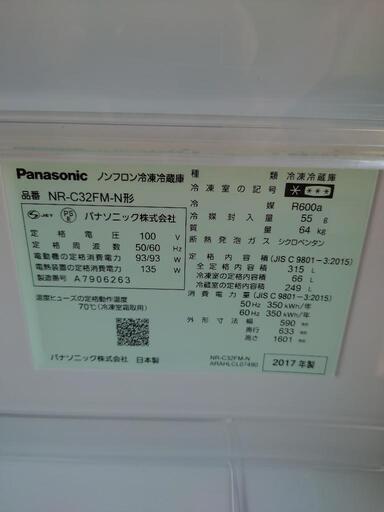 Panasonic ノンフロン冷凍冷蔵庫
品番 NR-C32FM-N形
JET PSE パナソニック株式会社
定格電圧 100 V
定格周波数 50/60 Hz
電動機の定格消費電力 93/93 W
電熱装置の定格消費電力 135 W
製造番号 A7906263
温度ヒューズの定格動作温度
70℃(冷凍室霜取用)
パナソニック株式会社 日本製
種類 冷凍冷蔵庫
冷凍室の記号
冷媒 R600a
冷媒封入量 55 g
質量 64 kg
断熱発泡ガス シクロペンタン
定格内容積(JIS C 9801-3:2015)
全定格内容積 315 L
冷凍室の定格内容積 66 L
冷蔵室の定格内容積 249 L
消費電力量(JIS C 9801-3:2015)
50Hz 350 kWh/年
60Hz 350 kWh/年
外形寸法 幅 590 mm
奥行 633 mm
高さ 1601 mm
NR-C32FM-N
ARAHLCL07490
2017年製